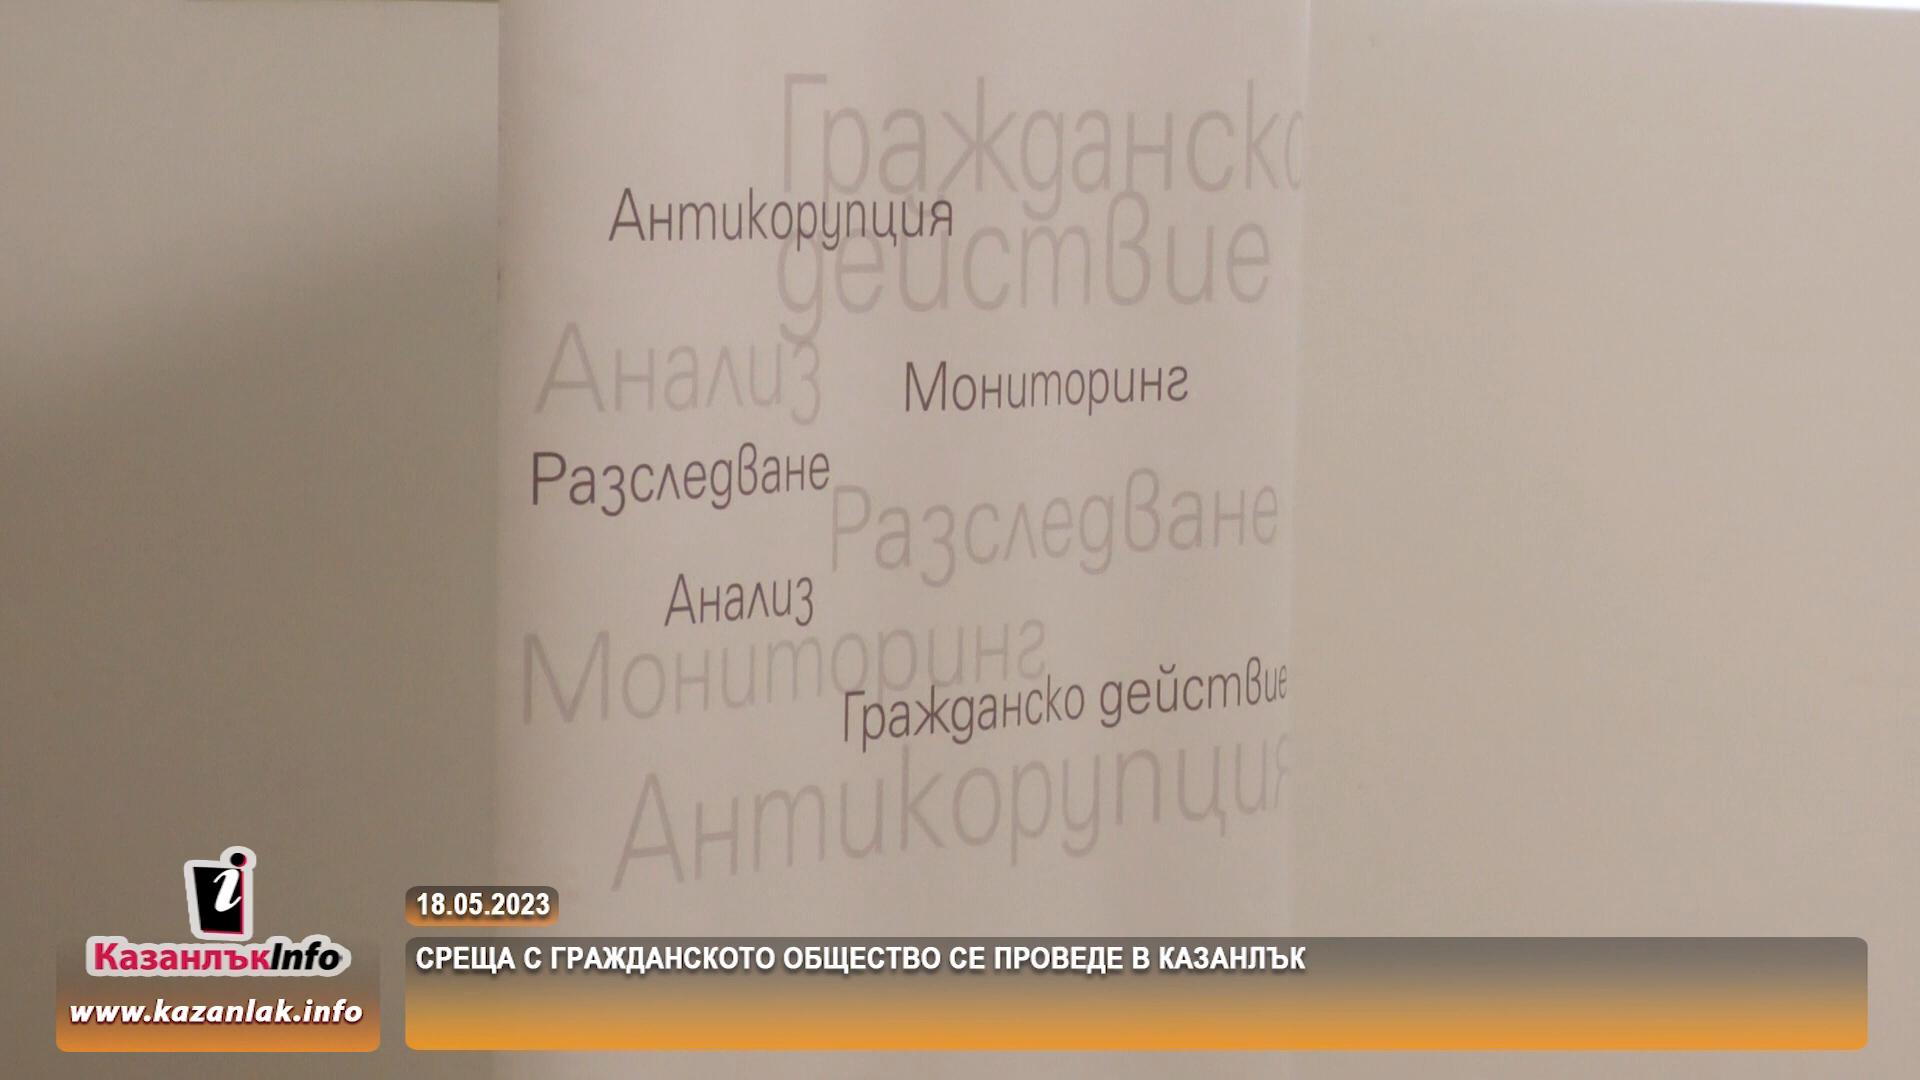 Гражданско
действие
Антикорупция
Анализ
Мониторинг
Разследване
Разследване
Анализ
Мониторинг
Гражданско действие
Антикорупция
18.05.2023
СРЕЩА С ГРАЖДАНСКОТО ОБЩЕСТВО СЕ ПРОВЕДЕ В КАЗАНЛЪК
i
КазанлъкInfo
www.kazanlak.info